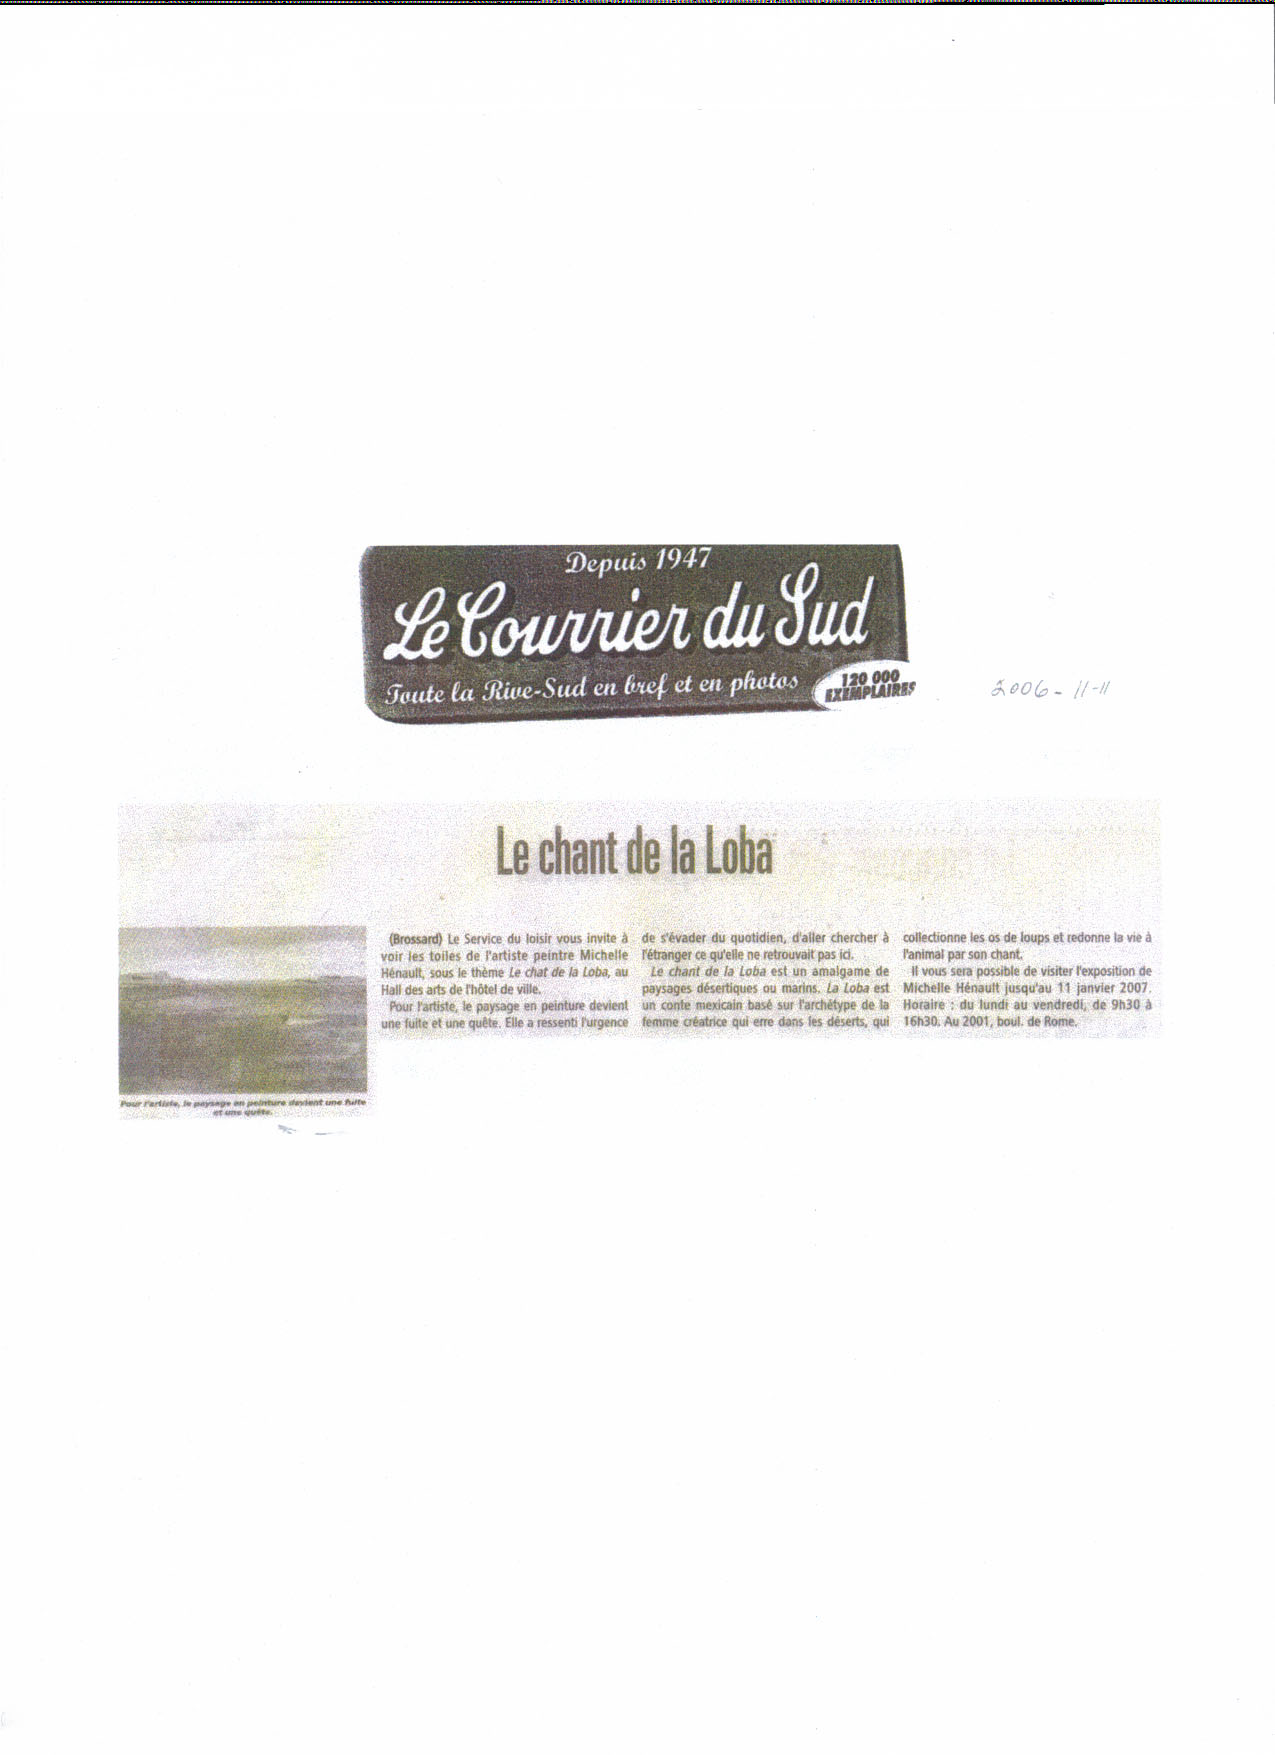 Depuis 1947
Le Courrier du Sud
Toute la Rive-Sud en bref et en photos
120 000
EXEMPLAIRES
2006-11-11
Le chant de la Loba
(Brossard) Le Service du loisir vous invite à
voir les toiles de l'artiste peintre Michelle
Hénault, sous le thème Le chat de la Loba, au
Hall des arts de l'hôtel de ville.
Pour l'artiste, le paysage en peinture devient
une fuite et une quête. Elle a ressenti l'urgence
de s'évader du quotidien, d'aller chercher à
l'étranger ce qu'elle ne retrouvait pas ici.
Le chant de la Loba est un amalgame de
paysages désertiques ou marins. La Loba est
un conte mexicain basé sur l'archétype de la
femme créatrice qui erre dans les déserts, qui
collectionne les os de loups et redonne la vie à
l'animal par son chant.
Il vous sera possible de visiter l'exposition de
Michelle Hénault jusqu'au 11 janvier 2007.
Horaire : du lundi au vendredi, de 9h30 à
16h30. Au 2001, boul. de Rome.
Pour l'artiste, le paysage en peinture devient une fuite
et une quête.